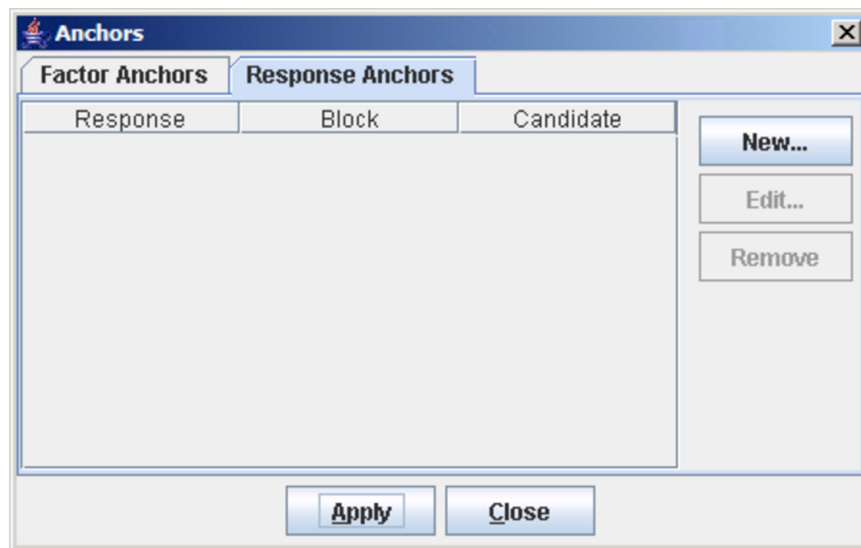 Anchors
Factor Anchors Response Anchors
Response Block Candidate
New...
Edit...
Remove
Apply Close